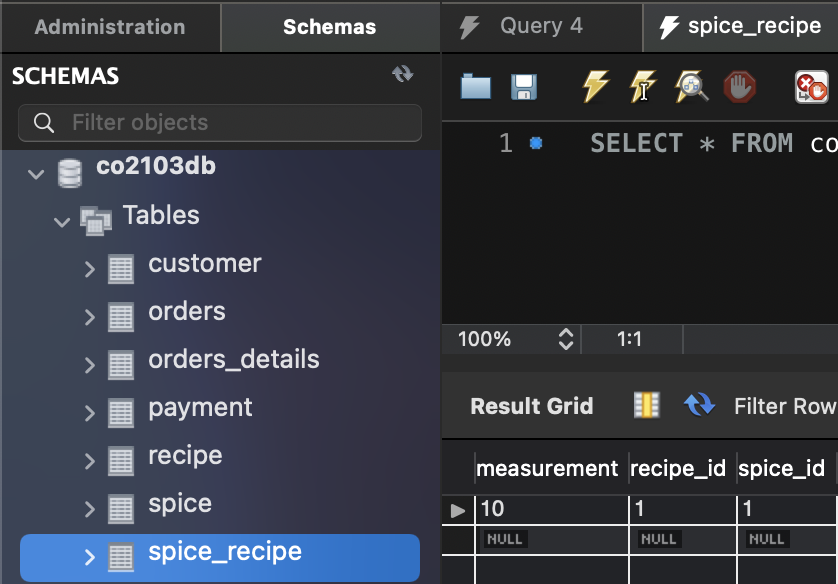 Administration
Schemas
SCHEMAS
Filter objects
co2103db
Tables
customer
orders
orders_details
payment
recipe
spice
spice_recipe
Query 4
spice_recipe
1
SELECT * FROM co
100%
1:1
Result Grid
Filter Row
measurement recipe_id spice_id
10 1 1
NULL NULL NULL